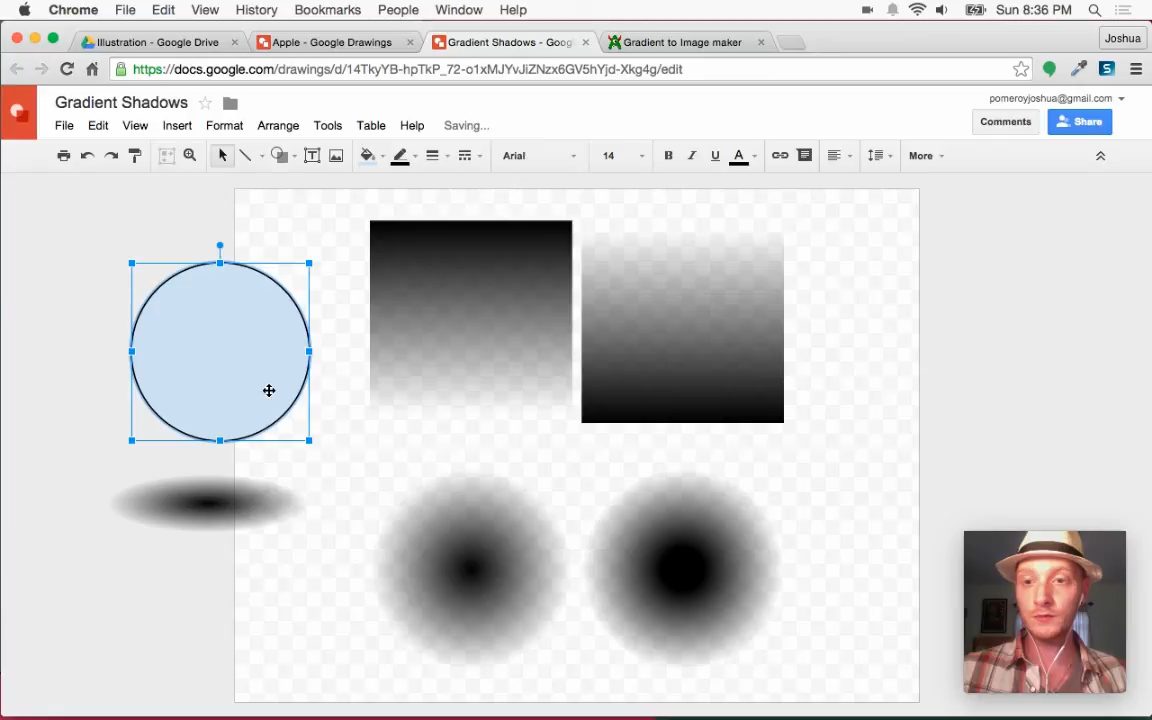 Chrome File Edit View History Bookmarks People Window Help Sun 8:36 PM
Illustration - Google Drive Apple - Google Drawings Gradient Shadows - Goog Gradient to Image maker Joshua
https://docs.google.com/drawings/d/14TkyYB-hpTkP_72-o1xMJYvJiZNzx6GV5hYjd-Xkg4g/edit
Gradient Shadows pomeroyjoshua@gmail.com
File Edit View Insert Format Arrange Tools Table Help Saving... Comments Share
Arial 14 B I U A More